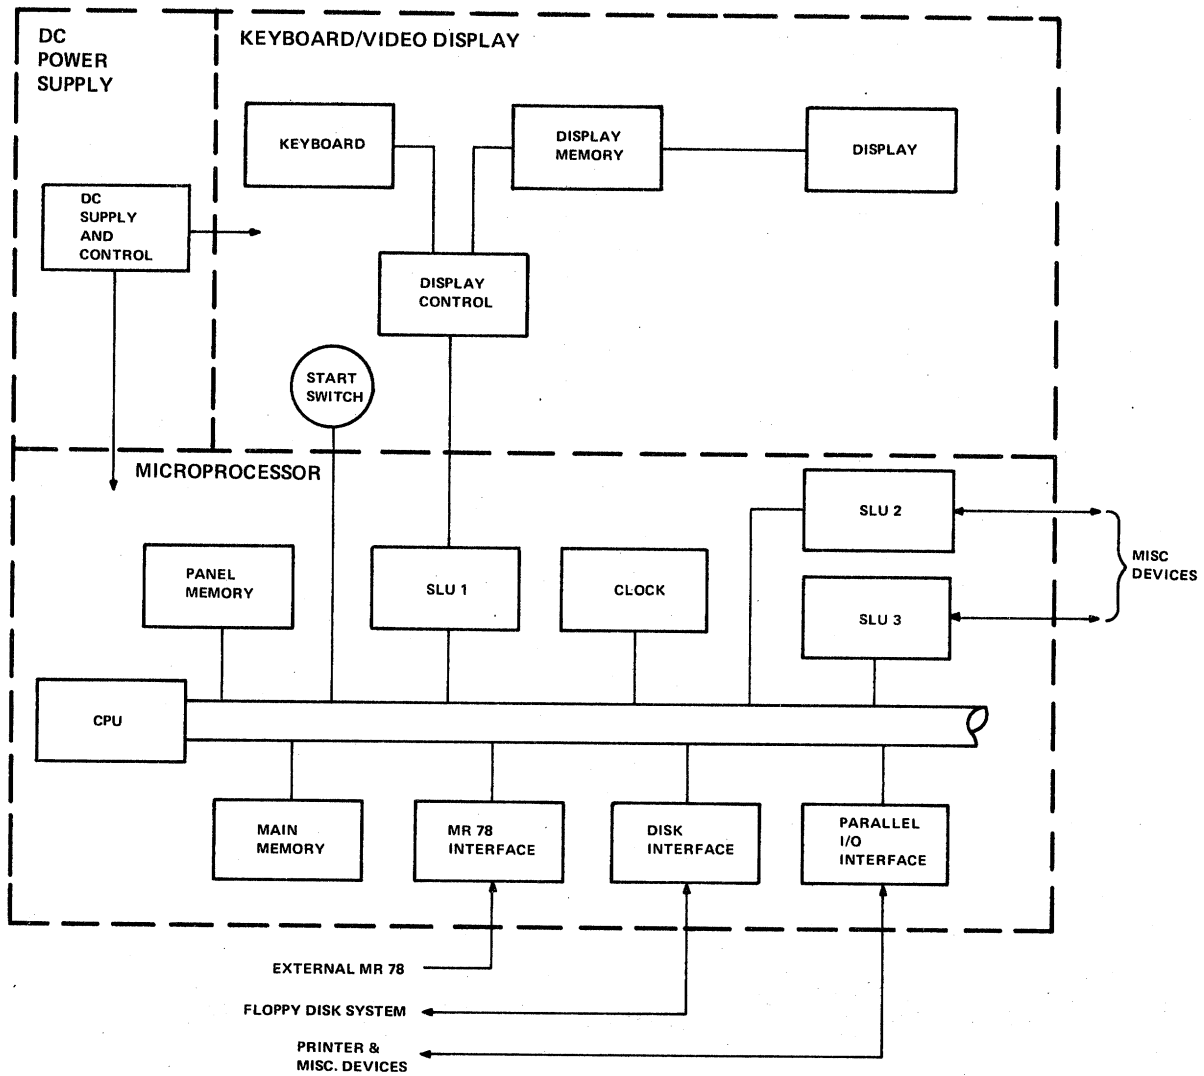 DC
POWER
SUPPLY
KEYBOARD/VIDEO DISPLAY
KEYBOARD
DISPLAY
MEMORY
DISPLAY
DC
SUPPLY
AND
CONTROL
DISPLAY
CONTROL
START
SWITCH
MICROPROCESSOR
SLU 2
MISC
DEVICES
PANEL
MEMORY
SLU 1
CLOCK
SLU 3
CPU
MAIN
MEMORY
MR 78
INTERFACE
DISK
INTERFACE
PARALLEL
I/O
INTERFACE
EXTERNAL MR 78
FLOPPY DISK SYSTEM
PRINTER &
MISC. DEVICES